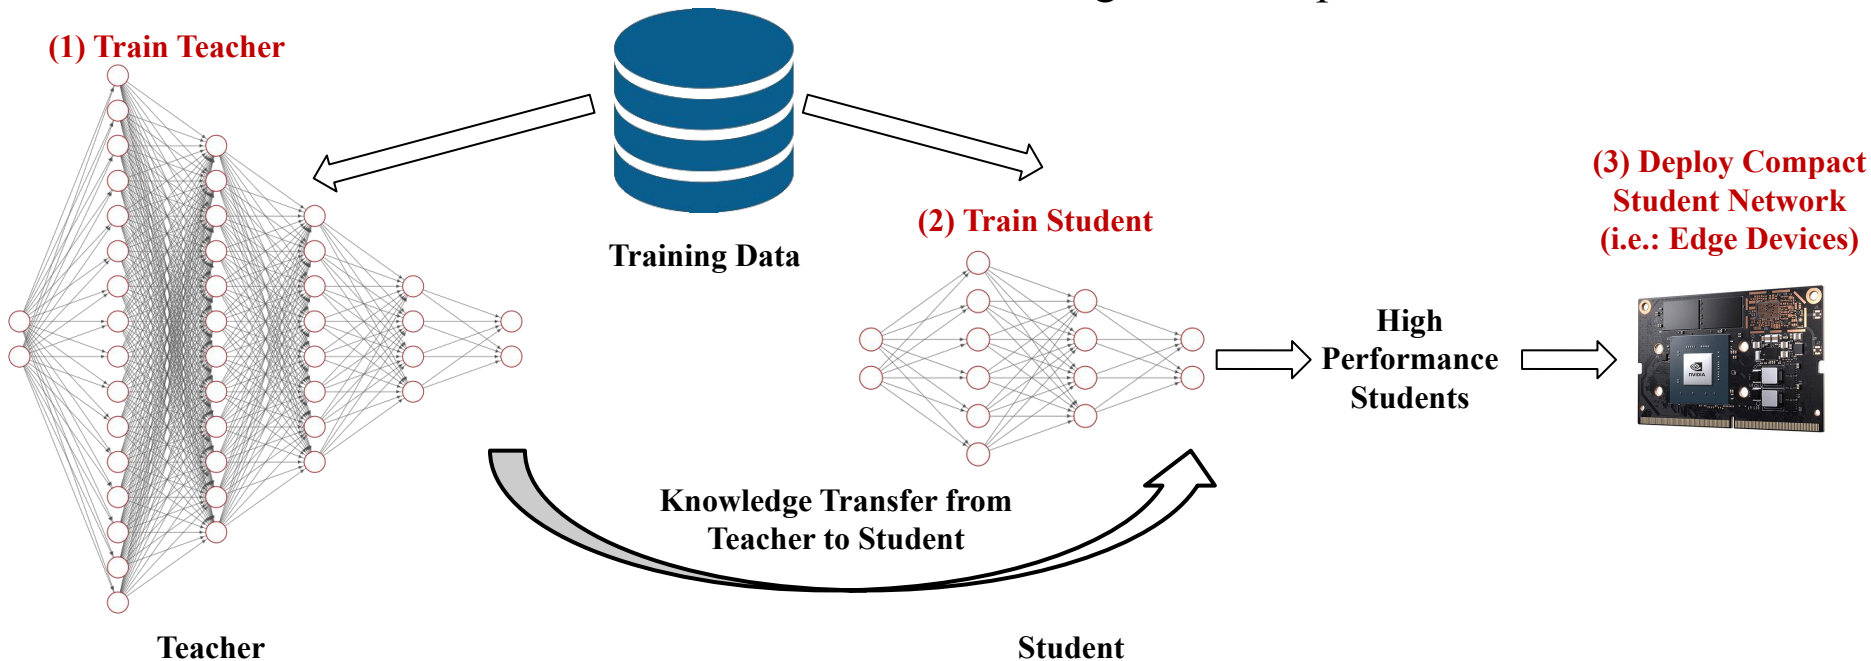 (1) Train Teacher
Training Data
(2) Train Student
(3) Deploy Compact
Student Network
(i.e.: Edge Devices)
High
Performance
Students
NVIDIA
Knowledge Transfer from
Teacher to Student
Teacher
Student